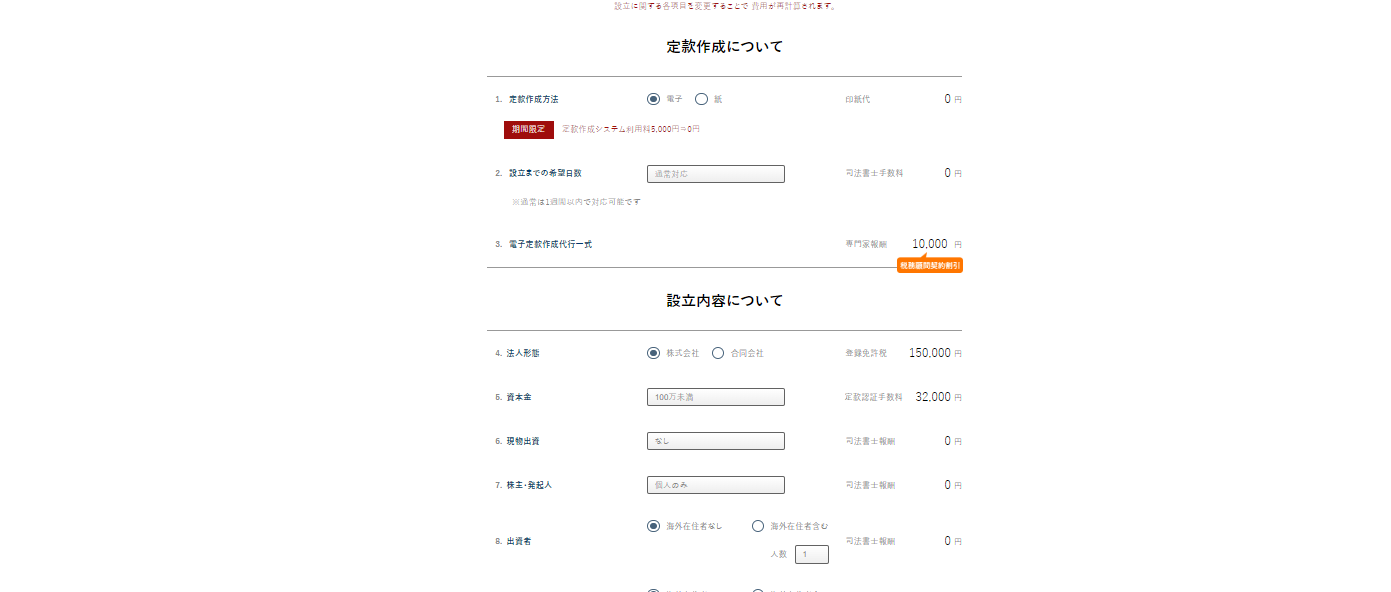 設立に関する各項目を変更することで 費用が再計算されます。
定款作成について
1. 定款作成方法 電子 紙 印紙代 0 円
期間限定 定款作成システム利用料5,000円⇒0円
2. 設立までの希望日数 通常対応 司法書士手数料 0 円
※通常は1週間以内で対応可能です
3. 電子定款作成代行一式 専門家報酬 10,000 円
税務顧問契約割引
設立内容について
4. 法人形態 株式会社 合同会社 登録免許税 150,000 円
5. 資本金 100万未満 定款認証手数料 32,000 円
6. 現物出資 なし 司法書士報酬 0 円
7. 株主・発起人 個人のみ 司法書士報酬 0 円
海外在住者なし 海外在住者含む
8. 出資者 司法書士報酬 0 円
人数 1